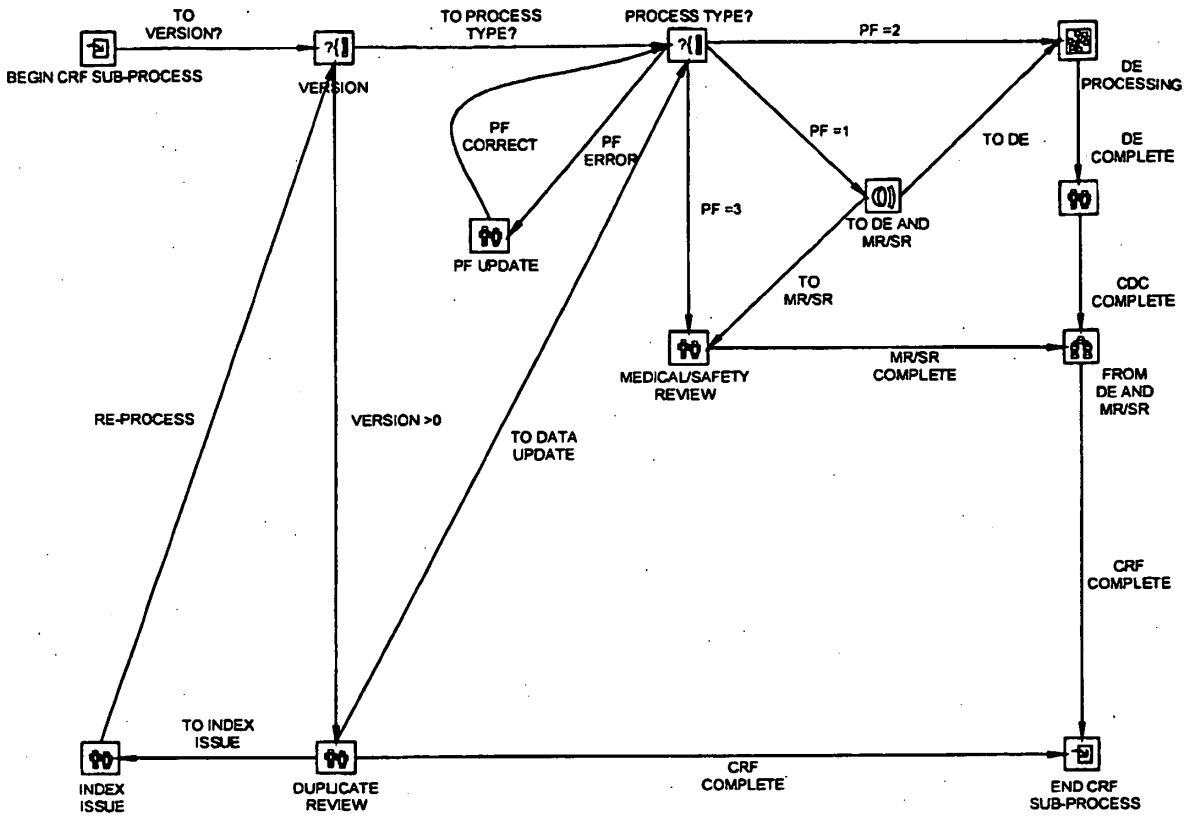 TO
VERSION?
BEGIN CRF SUB-PROCESS
?{
VERSION
TO PROCESS
TYPE?
PROCESS TYPE?
?{
PF =2
DE
PROCESSING
PF
CORRECT
PF
ERROR
PF UPDATE
PF =1
PF =3
TO DE
TO DE AND
MR/SR
DE
COMPLETE
TO
MR/SR
CDC
COMPLETE
MEDICAL/SAFETY
REVIEW
MR/SR
COMPLETE
FROM
DE AND
MR/SR
RE-PROCESS
VERSION >0
TO DATA
UPDATE
CRF
COMPLETE
TO INDEX
ISSUE
INDEX
ISSUE
DUPLICATE
REVIEW
CRF
COMPLETE
END CRF
SUB-PROCESS